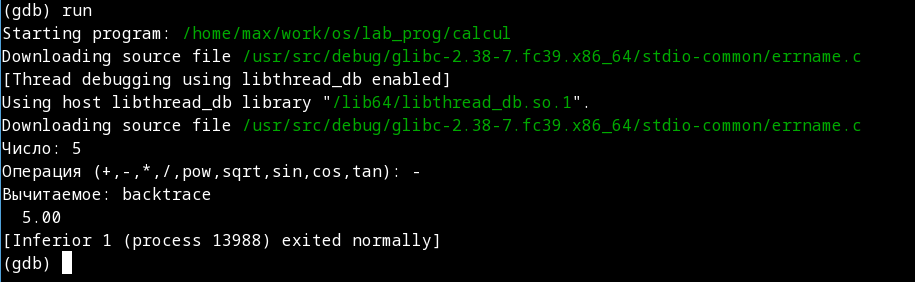 (gdb) run
Starting program: /home/max/work/os/lab_prog/calcul
Downloading source file /usr/src/debug/glibc-2.38-7.fc39.x86_64/stdio-common/errname.c
[Thread debugging using libthread_db enabled]
Using host libthread_db library "/lib64/libthread_db.so.1".
Downloading source file /usr/src/debug/glibc-2.38-7.fc39.x86_64/stdio-common/errname.c
Число: 5
Операция (+,-,*,/,pow,sqrt,sin,cos,tan): -
Вычитаемое: backtrace
  5.00
[Inferior 1 (process 13988) exited normally]
(gdb)